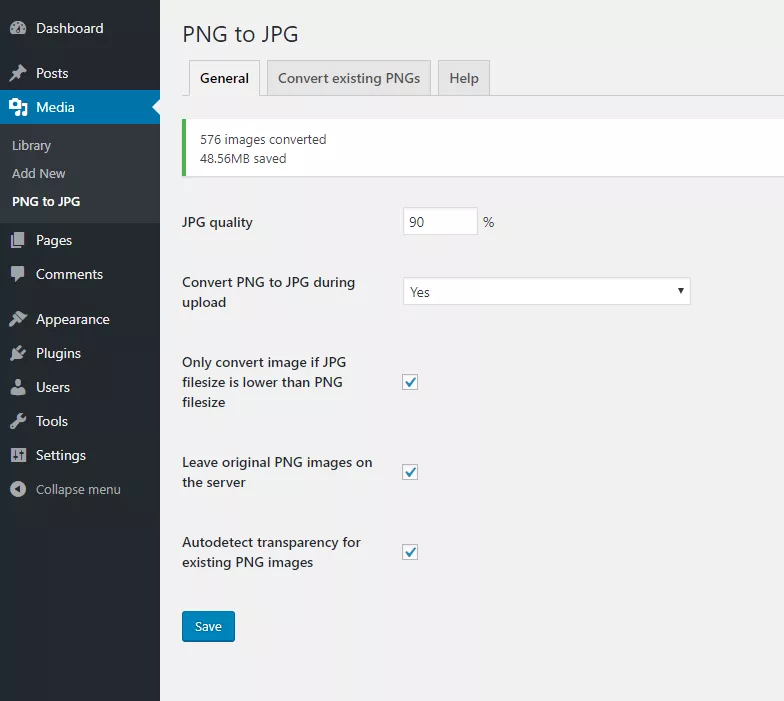 Dashboard
Posts
Media
Library
Add New
PNG to JPG
Pages
Comments
Appearance
Plugins
Users
Tools
Settings
Collapse menu
PNG to JPG
General
Convert existing PNGs
Help
576 images converted
48.56MB saved
JPG quality
90 %
Convert PNG to JPG during
upload
Yes
Only convert image if JPG
filesize is lower than PNG
filesize
Leave original PNG images on
the server
Autodetect transparency for
existing PNG images
Save